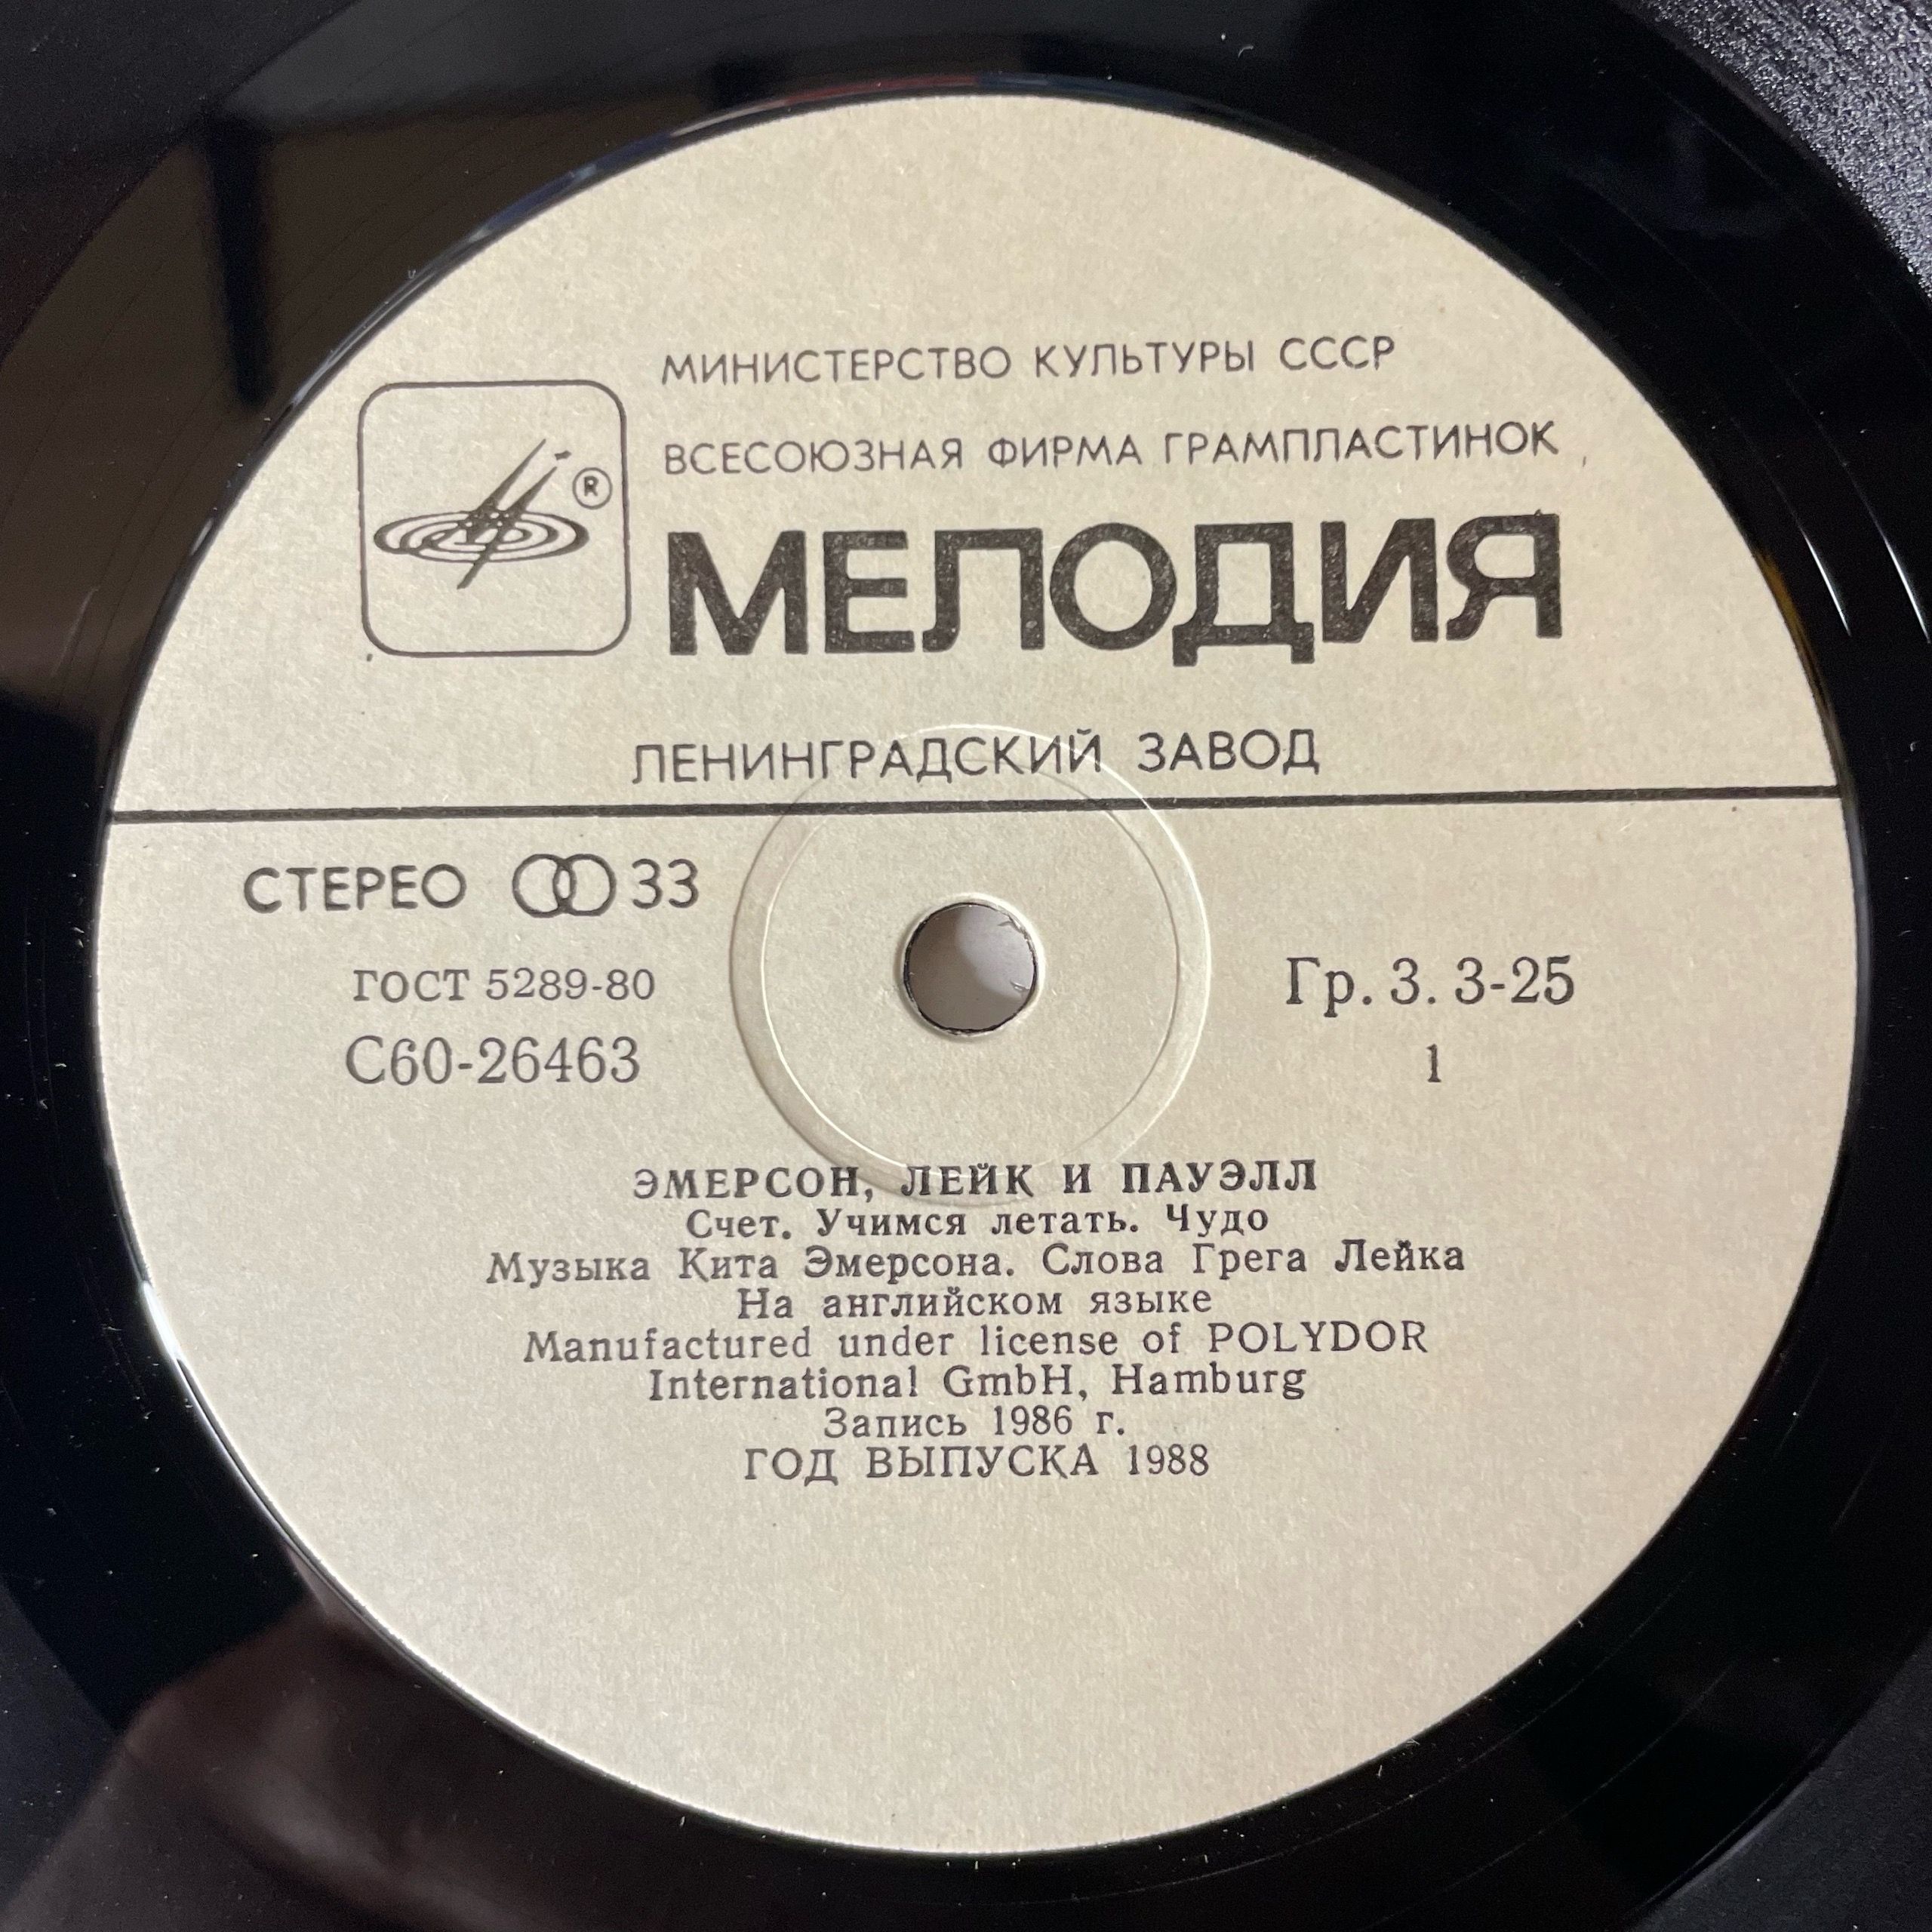 МИНИСТЕРСТВО КУЛЬТУРЫ СССР
ВСЕСОЮЗНАЯ ФИРМА ГРАМПЛАСТИНОК
®
МЕЛОДИЯ
ЛЕНИНГРАДСКИЙ ЗАВОД
СТЕРЕО 33
ГОСТ 5289-80
Гр. 3. 3-25
С60-26463
1
ЭМЕРСОН, ЛЕЙК И ПАУЭЛЛ
Счет. Учимся летать. Чудо
Музыка Кита Эмерсона. Слова Грега Лейка
На английском языке
Manufactured under license of POLYDOR
International GmbH, Hamburg
Запись 1986 г.
ГОД ВЫПУСКА 1988